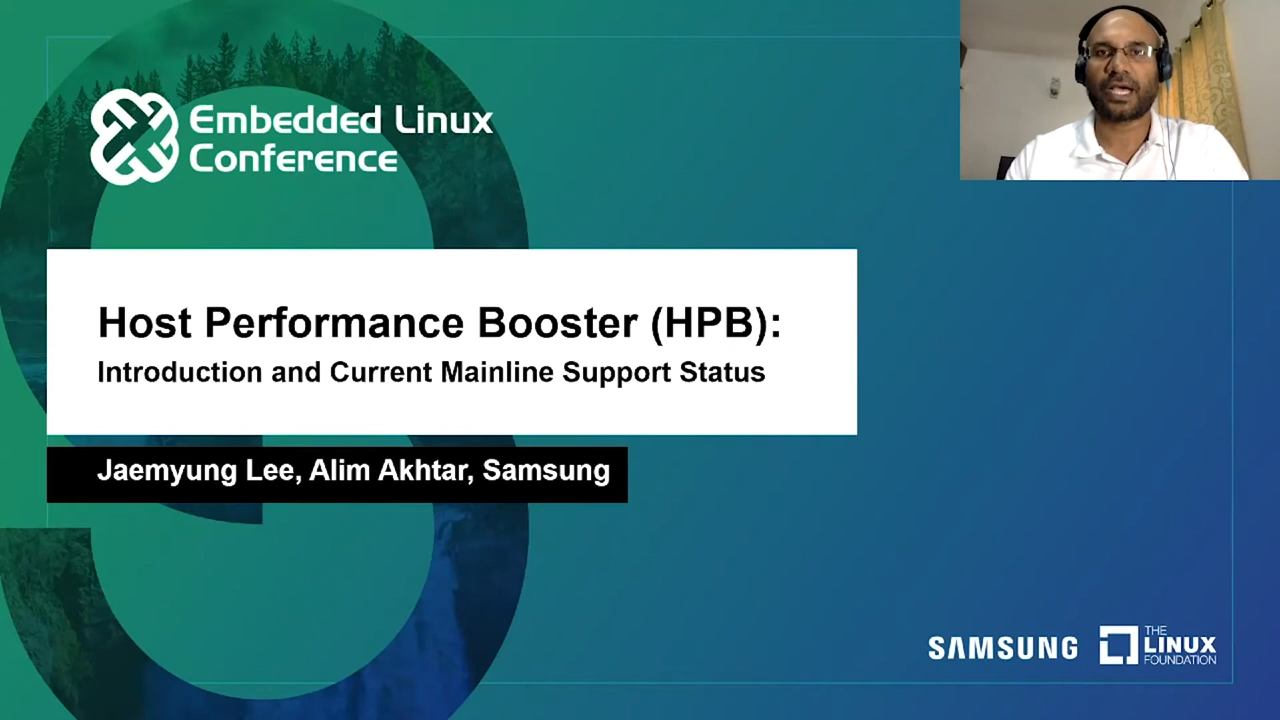 Embedded Linux
Conference
Host Performance Booster (HPB):
Introduction and Current Mainline Support Status
Jaemyung Lee, Alim Akhtar, Samsung
SAMSUNG
THE
LINUX
FOUNDATION